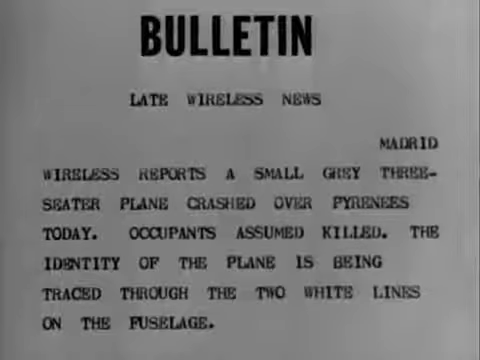 BULLETIN
LATE WIRELESS NEWS
MADRID
WIRELESS REPORTS A SMALL GREY THREE-
SEATER PLANE CRASHED OVER PYRENEES
TODAY. OCCUPANTS ASSUMED KILLED. THE
IDENTITY OF THE PLANE IS BEING
TRACED THROUGH THE TWO WHITE LINES
ON THE FUSELAGE.